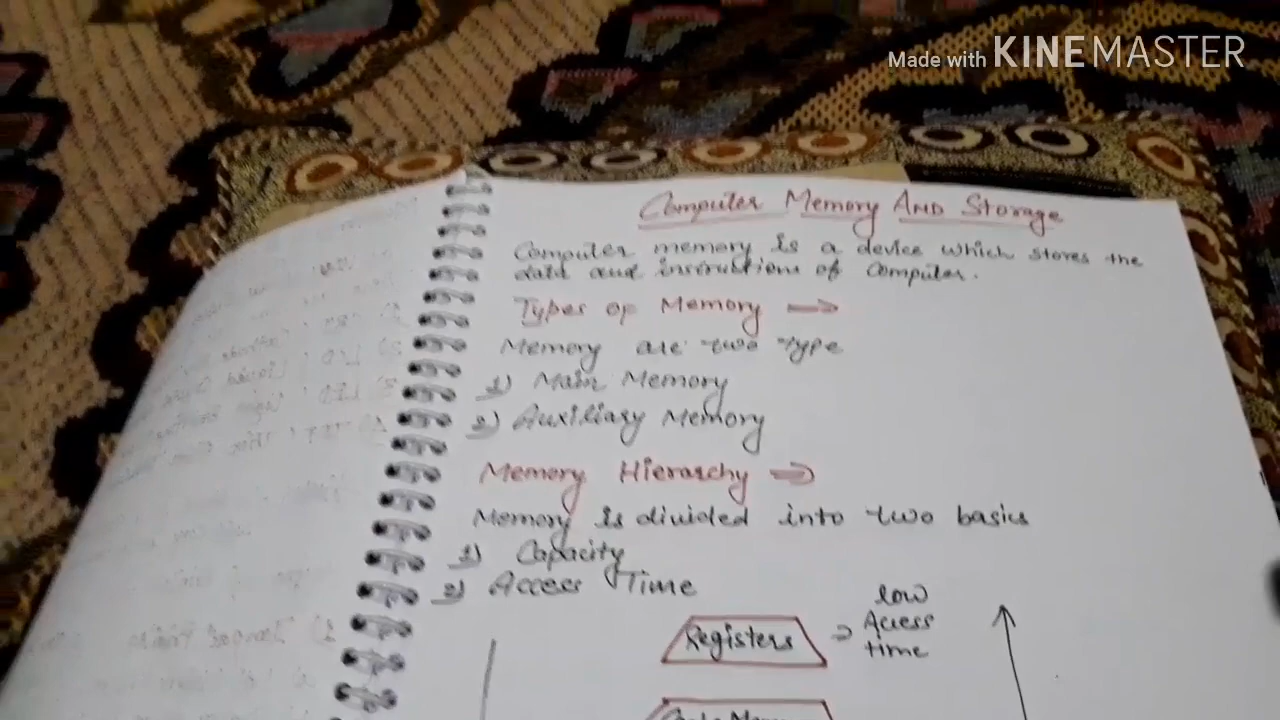 Made with KINEMASTER
Computer Memory AND Storage
Computer memory is a device which stores the
data and instructions of Computer.
Types of Memory →
Memory are two type
1) Main Memory
2) Auxiliary Memory
Memory Hierarchy ⇒
Memory is divided into two basics
1) Capacity
2) Access Time
Registers ⇒ low Access time